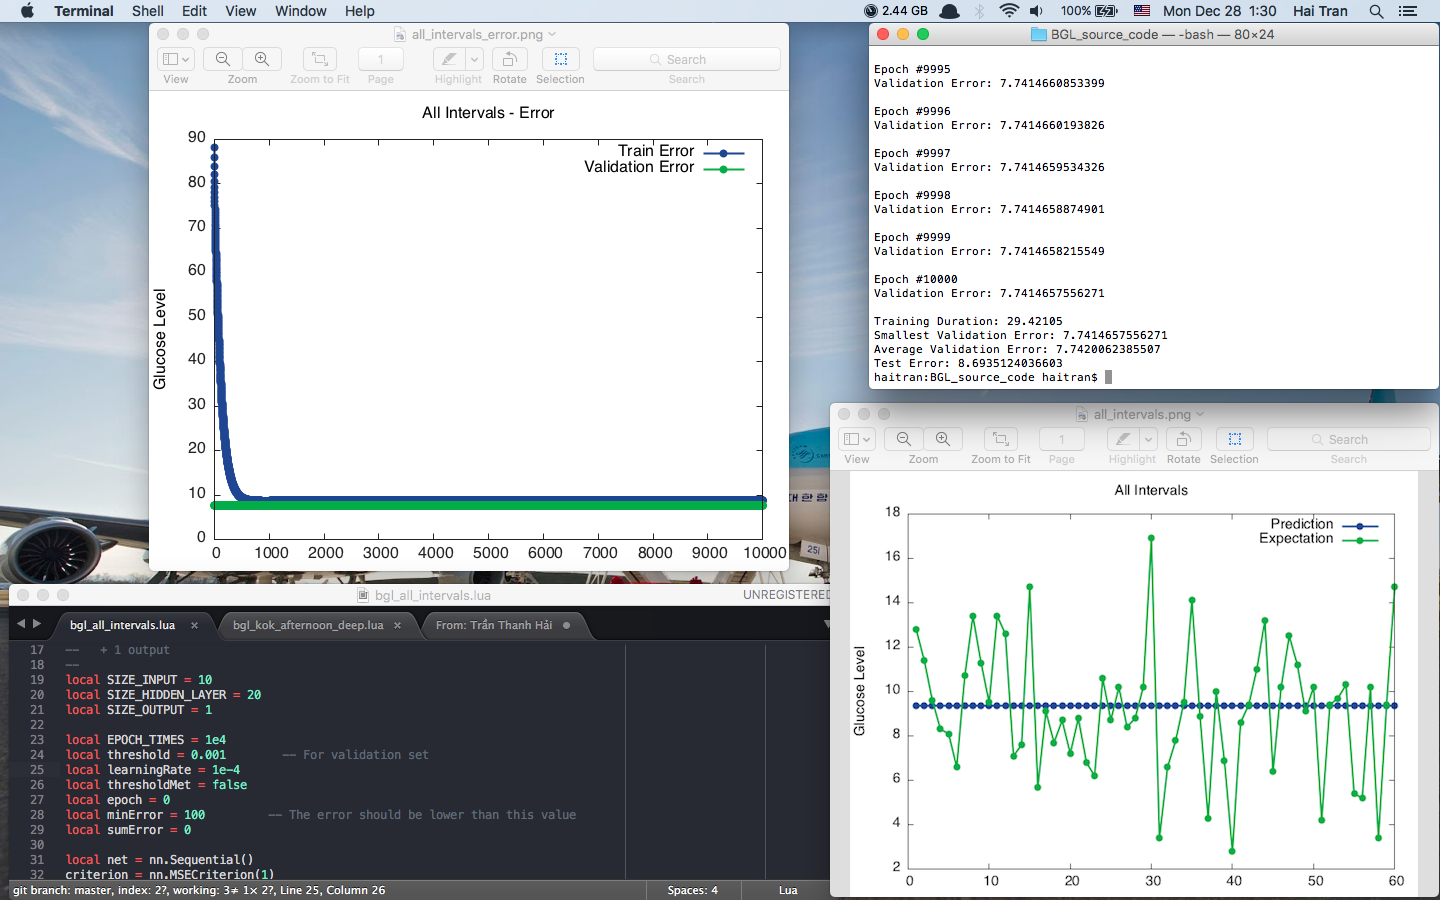 Terminal Shell Edit View Window Help 2.44 GB 100% Mon Dec 28 1:30 Hai Tran
all_intervals_error.png
View Zoom Zoom to Fit 1 Page Highlight Rotate Selection Search Search
All Intervals - Error
Train Error
Validation Error
Glucose Level
90
80
70
60
50
40
30
20
10
0
0 1000 2000 3000 4000 5000 6000 7000 8000 9000 10000
BGL_source_code — -bash — 80×24
Epoch #9995
Validation Error: 7.7414660853399
Epoch #9996
Validation Error: 7.7414660193826
Epoch #9997
Validation Error: 7.7414659534326
Epoch #9998
Validation Error: 7.7414658874901
Epoch #9999
Validation Error: 7.7414658215549
Epoch #10000
Validation Error: 7.7414657556271
Training Duration: 29.42105
Smallest Validation Error: 7.7414657556271
Average Validation Error: 7.7420062385507
Test Error: 8.6935124036603
haitran:BGL_source_code haitran$
대한항
251
bgl_all_intervals.lua UNREGISTERED
bgl_all_intervals.lua × bgl_kok_afternoon_deep.lua × From: Trần Thanh Hải
17 -- + 1 output
18 --
19 local SIZE_INPUT = 10
20 local SIZE_HIDDEN_LAYER = 20
21 local SIZE_OUTPUT = 1
22
23 local EPOCH_TIMES = 1e4
24 local threshold = 0.001 -- For validation set
25 local learningRate = 1e-4
26 local thresholdMet = false
27 local epoch = 0
28 local minError = 100 -- The error should be lower than this value
29 local sumError = 0
30
31 local net = nn.Sequential()
32 criterion = nn.MSECriterion(1)
git branch: master, index: 2?, working: 3≠ 1× 2?, Line 25, Column 26 Spaces: 4 Lua
all_intervals.png
View Zoom Zoom to Fit 1 Page Highlight Rotate Selection Search Search
All Intervals
Prediction
Expectation
Glucose Level
18
16
14
12
10
8
6
4
2
0 10 20 30 40 50 60